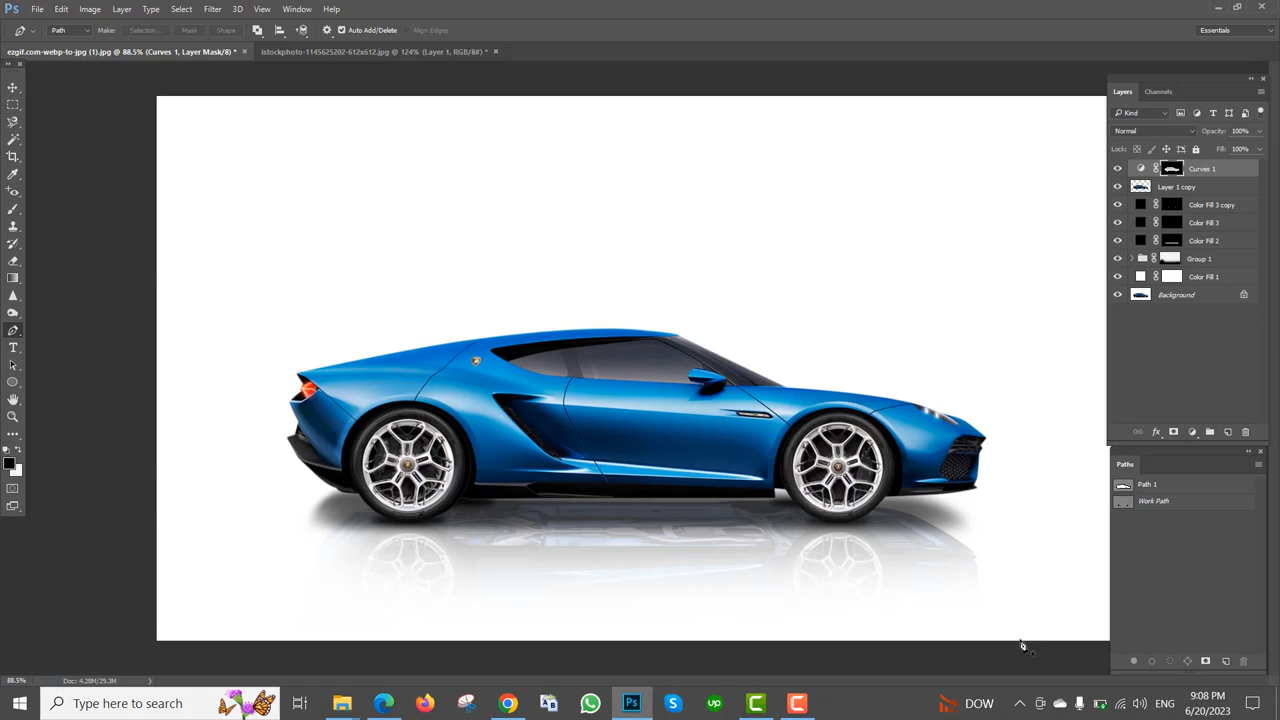 Ps File Edit Image Layer Type Select Filter 3D View Window Help
Path Make: Selection... Mask Shape Auto Add/Delete Align Edges Essentials
ezgif.com-webp-to-jpg (1).jpg @ 88.5% (Curves 1, Layer Mask/8) * × istockphoto-1145625202-612x612.jpg @ 124% (Layer 1, RGB/8#) * ×
Layers Channels
Kind
Normal Opacity: 100%
Lock: Fill: 100%
Curves 1
Layer 1 copy
Color Fill 3 copy
Color Fill 3
Color Fill 2
Group 1
Color Fill 1
Background
Paths
Path 1
Work Path
88.5% Doc: 4.28M/29.3M
Type here to search Ps S up C C DOW ENG 9:08 PM
6/20/2023